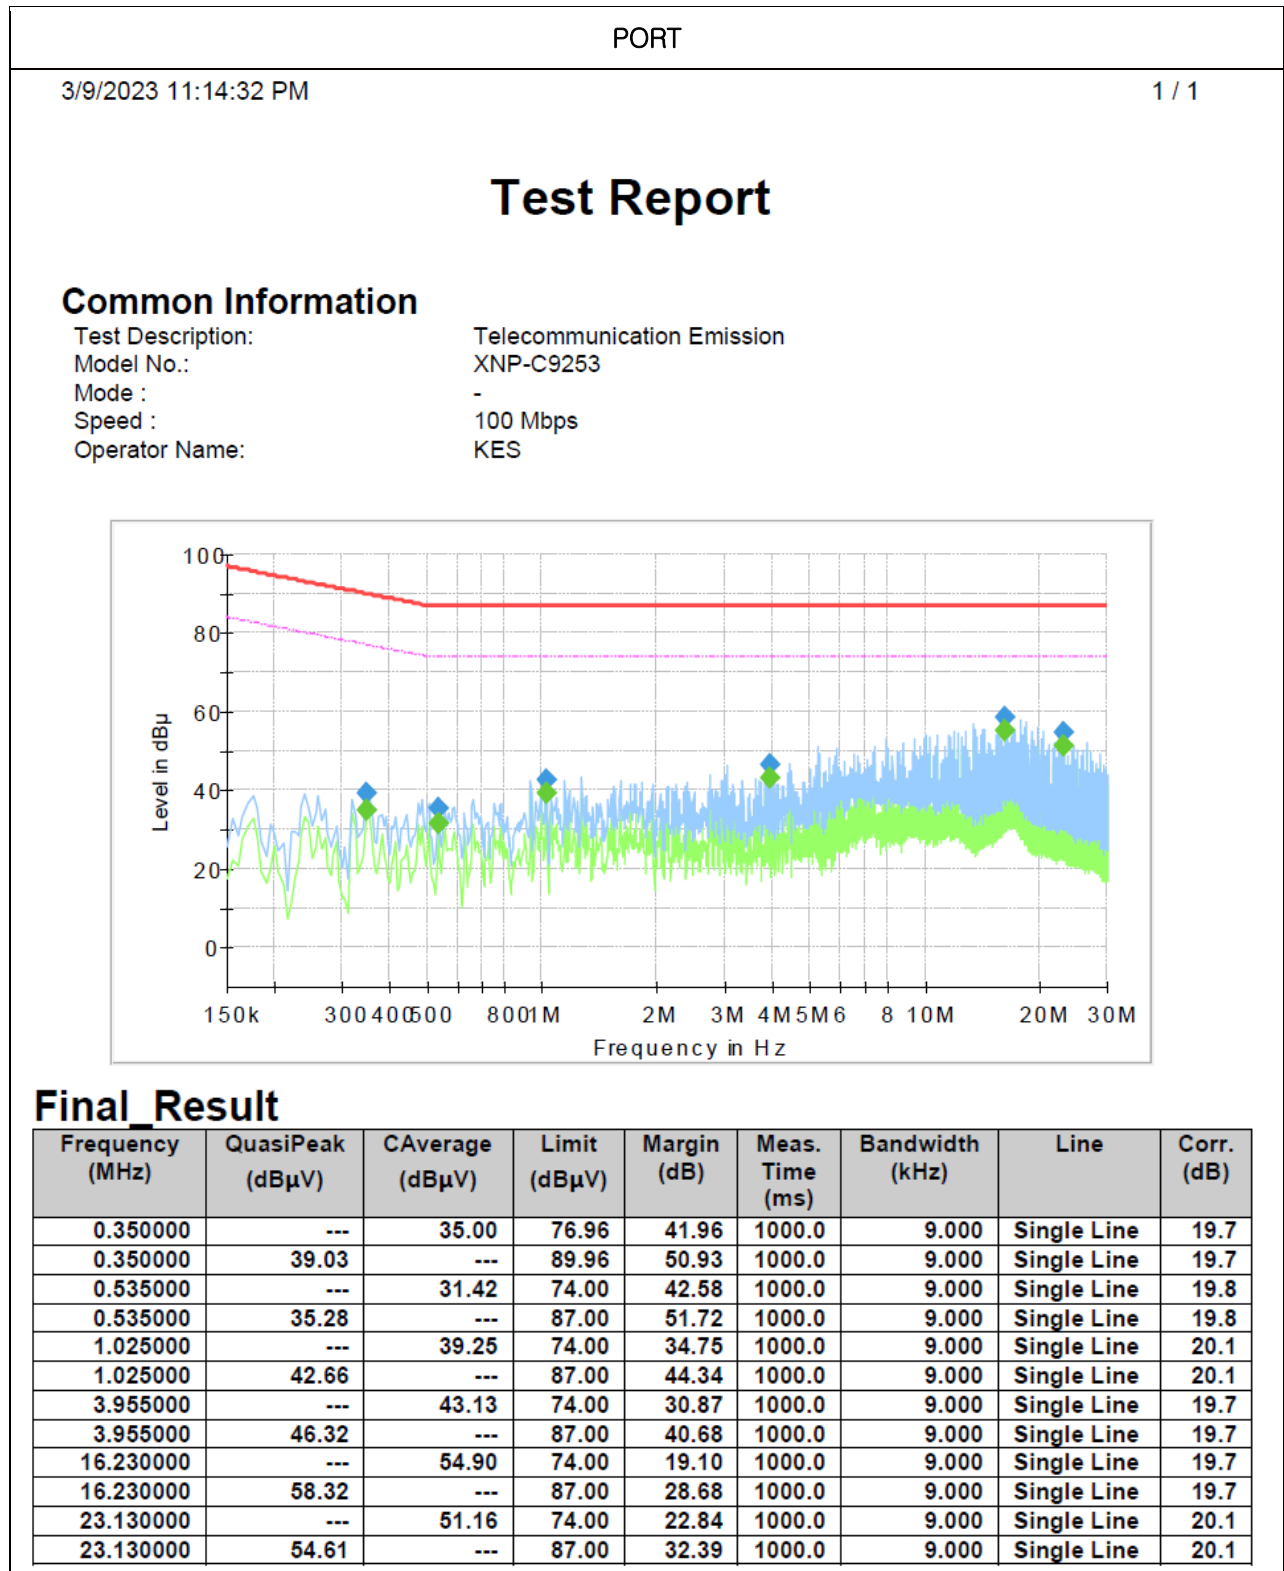 PORT
3/9/2023 11:14:32 PM 1 / 1
Test Report
Common Information
Test Description: Telecommunication Emission
Model No.: XNP-C9253
Mode : -
Speed : 100 Mbps
Operator Name: KES
100
80
60
40
20
0
Level in dBµ
150k 300 400 500 800 1M 2M 3M 4M 5M 6 8 10M 20M 30M
Frequency in Hz
Final_Result
Frequency (MHz) QuasiPeak (dBµV) CAverage (dBµV) Limit (dBµV) Margin (dB) Meas. Time (ms) Bandwidth (kHz) Line Corr. (dB)
0.350000 --- 35.00 76.96 41.96 1000.0 9.000 Single Line 19.7
0.350000 39.03 --- 89.96 50.93 1000.0 9.000 Single Line 19.7
0.535000 --- 31.42 74.00 42.58 1000.0 9.000 Single Line 19.8
0.535000 35.28 --- 87.00 51.72 1000.0 9.000 Single Line 19.8
1.025000 --- 39.25 74.00 34.75 1000.0 9.000 Single Line 20.1
1.025000 42.66 --- 87.00 44.34 1000.0 9.000 Single Line 20.1
3.955000 --- 43.13 74.00 30.87 1000.0 9.000 Single Line 19.7
3.955000 46.32 --- 87.00 40.68 1000.0 9.000 Single Line 19.7
16.230000 --- 54.90 74.00 19.10 1000.0 9.000 Single Line 19.7
16.230000 58.32 --- 87.00 28.68 1000.0 9.000 Single Line 19.7
23.130000 --- 51.16 74.00 22.84 1000.0 9.000 Single Line 20.1
23.130000 54.61 --- 87.00 32.39 1000.0 9.000 Single Line 20.1